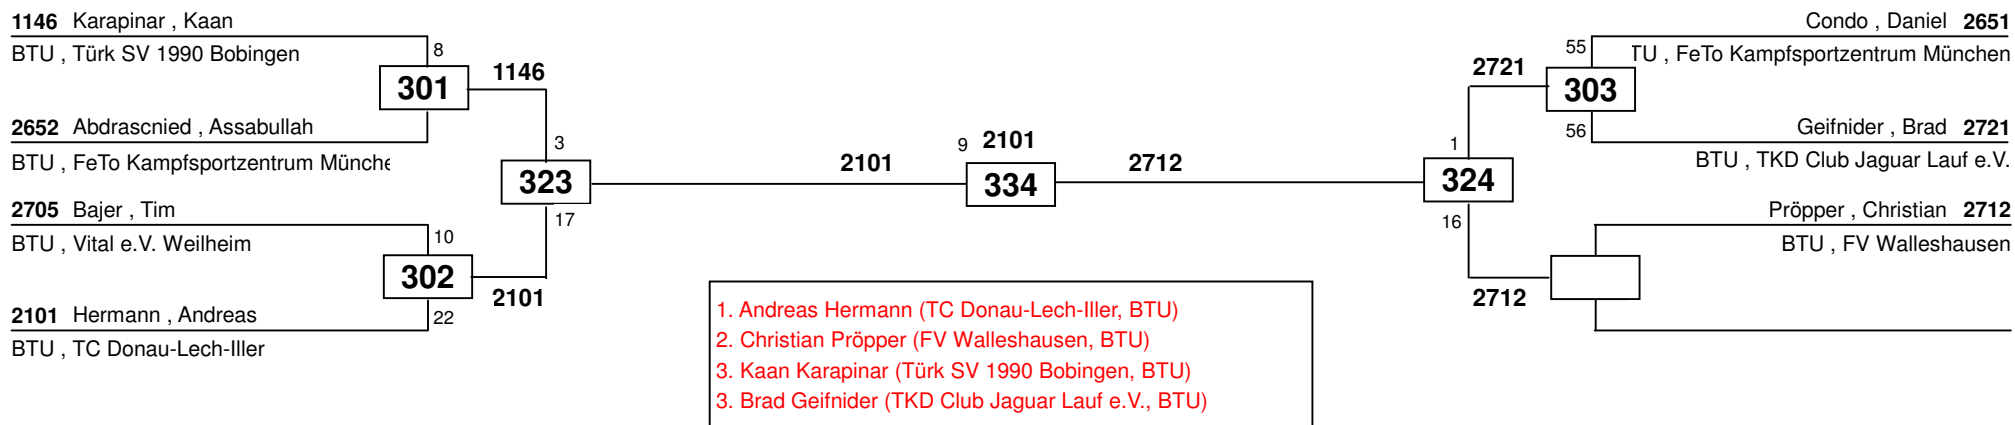 1146 Karapinar , Kaan
BTU , Türk SV 1990 Bobingen
8
301
1146
2652 Abdrascnied , Assabullah
BTU , FeTo Kampfsportzentrum Münche
3
323
17
2705 Bajer , Tim
BTU , Vital e.V. Weilheim
10
302
2101
2101 Hermann , Andreas
22
BTU , TC Donau-Lech-Iller
2101
9 2101
334
2712
Condo , Daniel 2651
55
TU , FeTo Kampfsportzentrum München
2721
303
56
Geifnider , Brad 2721
BTU , TKD Club Jaguar Lauf e.V.
1
324
16
Pröpper , Christian 2712
BTU , FV Walleshausen
2712
1. Andreas Hermann (TC Donau-Lech-Iller, BTU)
2. Christian Pröpper (FV Walleshausen, BTU)
3. Kaan Karapinar (Türk SV 1990 Bobingen, BTU)
3. Brad Geifnider (TKD Club Jaguar Lauf e.V., BTU)